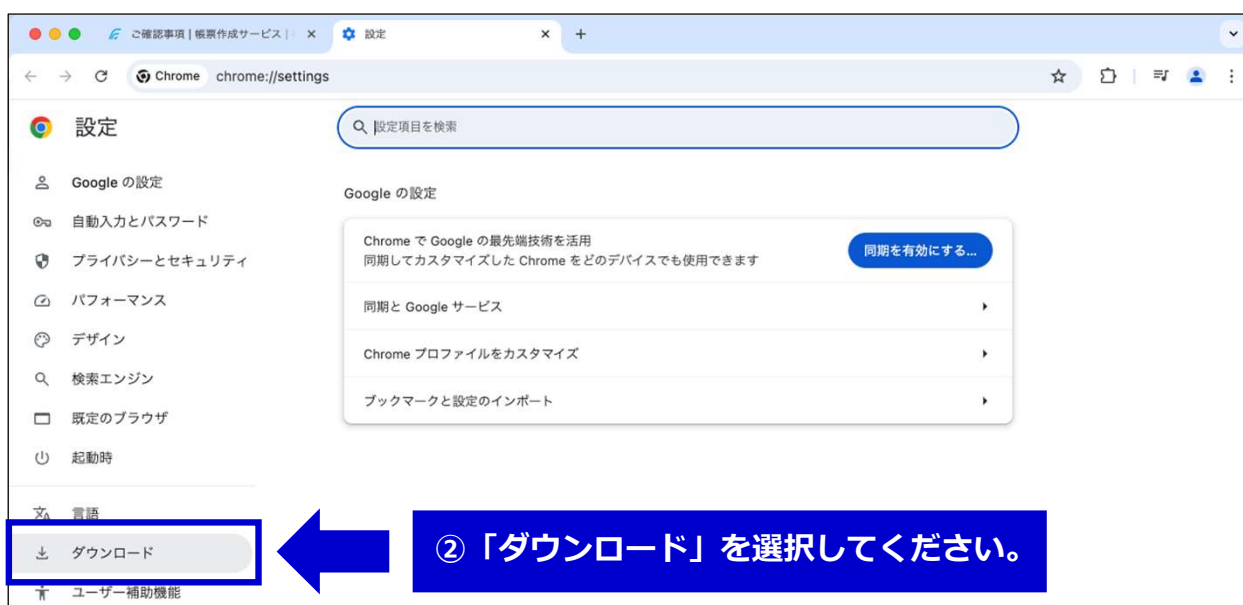 ご確認事項 | 帳票作成サービス |
設定
Chrome
chrome://settings
設定
設定項目を検索
Google の設定
自動入力とパスワード
プライバシーとセキュリティ
パフォーマンス
デザイン
検索エンジン
既定のブラウザ
起動時
言語
ダウンロード
ユーザー補助機能
Google の設定
Chrome で Google の最先端技術を活用
同期してカスタマイズした Chrome をどのデバイスでも使用できます
同期を有効にする...
同期と Google サービス
Chrome プロファイルをカスタマイズ
ブックマークと設定のインポート
②「ダウンロード」を選択してください。